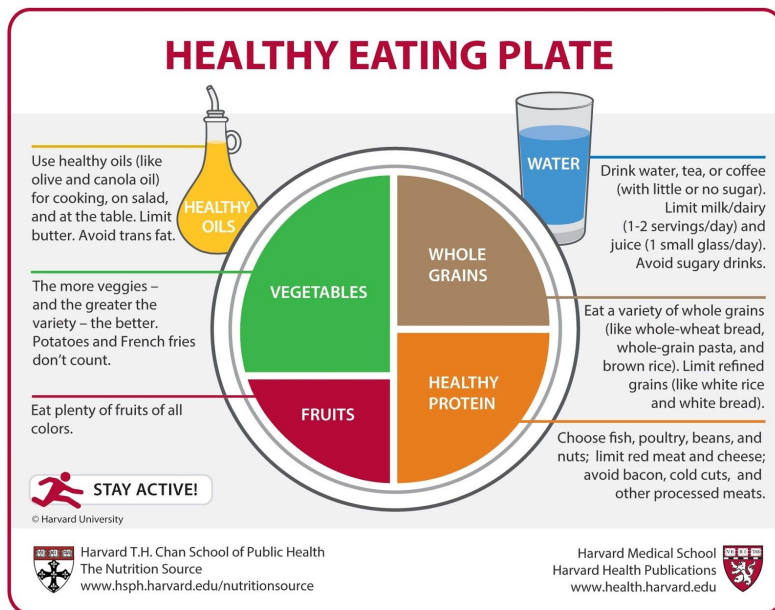 HEALTHY EATING PLATE
Use healthy oils (like
olive and canola oil)
for cooking, on salad,
and at the table. Limit
butter. Avoid trans fat.
HEALTHY
OILS
WATER
Drink water, tea, or coffee
(with little or no sugar).
Limit milk/dairy
(1-2 servings/day) and
juice (1 small glass/day).
Avoid sugary drinks.
The more veggies –
and the greater the
variety – the better.
Potatoes and French fries
don't count.
VEGETABLES
WHOLE
GRAINS
Eat a variety of whole grains
(like whole-wheat bread,
whole-grain pasta, and
brown rice). Limit refined
grains (like white rice
and white bread).
Eat plenty of fruits of all
colors.
FRUITS
HEALTHY
PROTEIN
Choose fish, poultry, beans, and
nuts; limit red meat and cheese;
avoid bacon, cold cuts, and
other processed meats.
STAY ACTIVE!
© Harvard University
Harvard T.H. Chan School of Public Health
The Nutrition Source
www.hsph.harvard.edu/nutritionsource
Harvard Medical School
Harvard Health Publications
www.health.harvard.edu